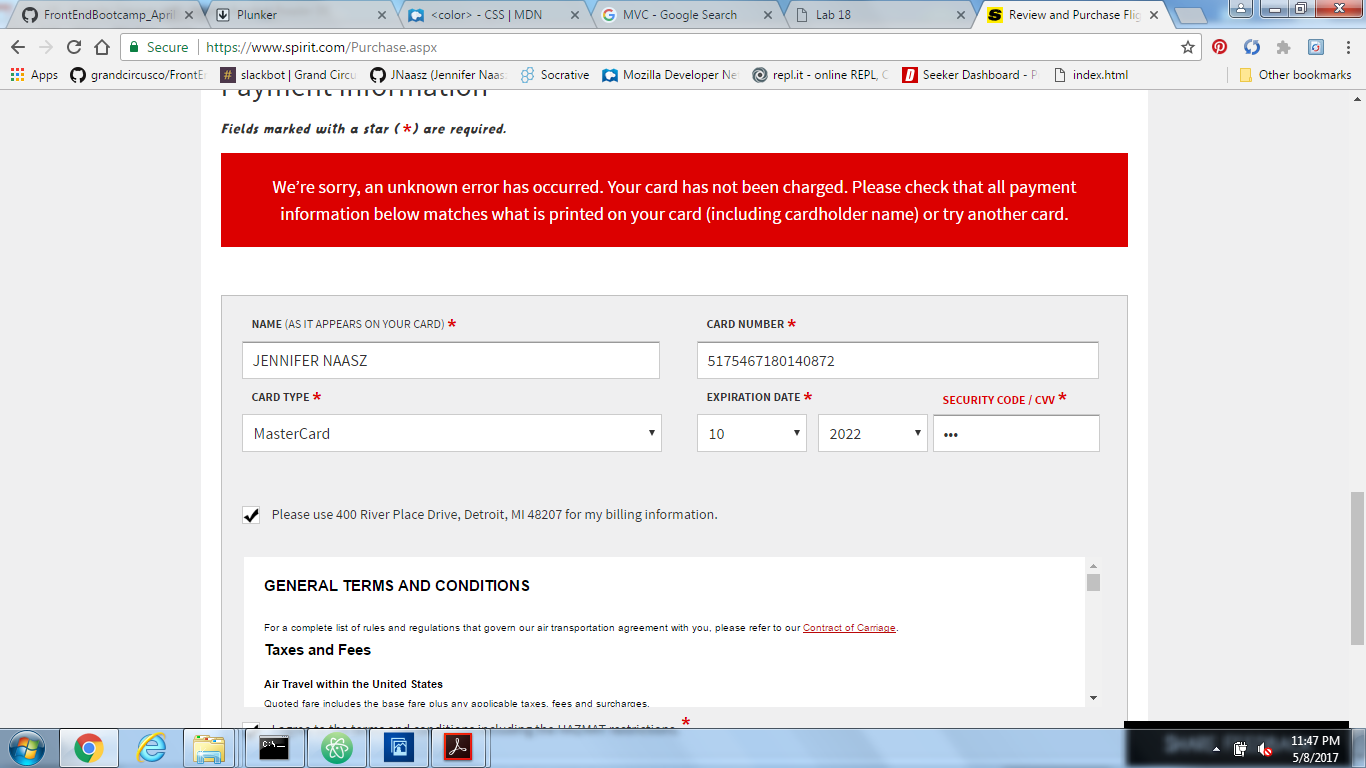 FrontEndBootcamp_April
Plunker
<color> - CSS | MDN
MVC - Google Search
Lab 18
Review and Purchase Flig
Secure
https://www.spirit.com/Purchase.aspx
Apps
grandcircusco/FrontEn
slackbot | Grand Circu
JNaasz (Jennifer Naas
Socrative
Mozilla Developer Ne
repl.it - online REPL, C
Seeker Dashboard - P
index.html
Other bookmarks
Payment Information
Fields marked with a star (*) are required.
We're sorry, an unknown error has occurred. Your card has not been charged. Please check that all payment
information below matches what is printed on your card (including cardholder name) or try another card.
NAME (AS IT APPEARS ON YOUR CARD) *
CARD NUMBER *
JENNIFER NAASZ
5175467180140872
CARD TYPE *
EXPIRATION DATE *
SECURITY CODE / CVV *
MasterCard
10
2022
•••
Please use 400 River Place Drive, Detroit, MI 48207 for my billing information.
GENERAL TERMS AND CONDITIONS
For a complete list of rules and regulations that govern our air transportation agreement with you, please refer to our Contract of Carriage.
Taxes and Fees
Air Travel within the United States
Quoted fare includes the base fare plus any applicable taxes, fees and surcharges.
I agree to the terms and conditions including the HAZMAT restrictions. *
11:47 PM
5/8/2017